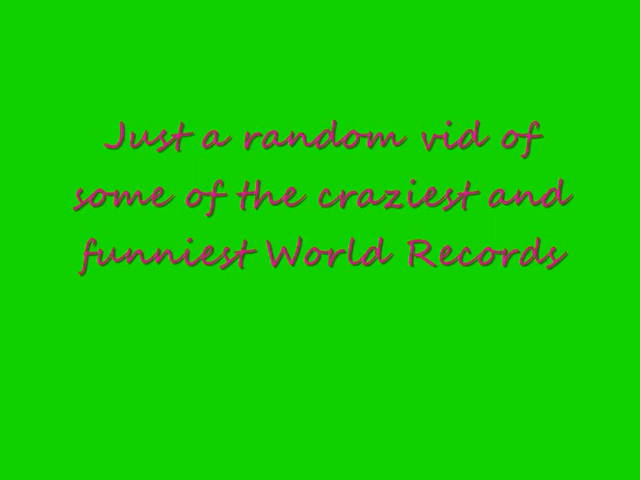 Just a random vid of
some of the craziest and
funniest World Records